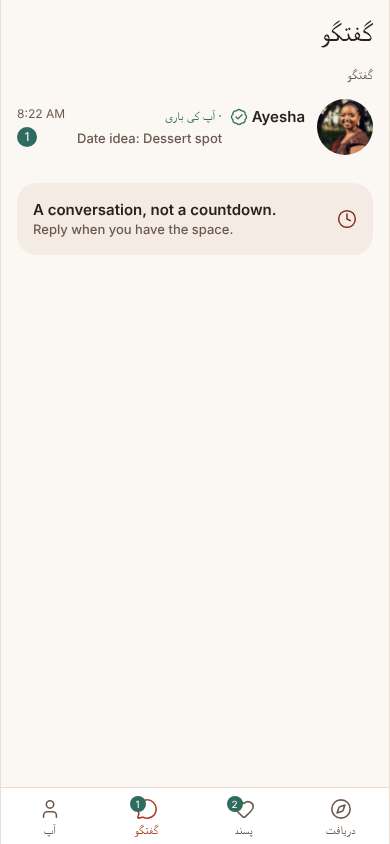 گفتگو
گفتگو
Ayesha · آپ کی باری
8:22 AM
Date idea: Dessert spot
1
A conversation, not a countdown.
Reply when you have the space.
دریافت
2
پسند
1
گفتگو
آپ